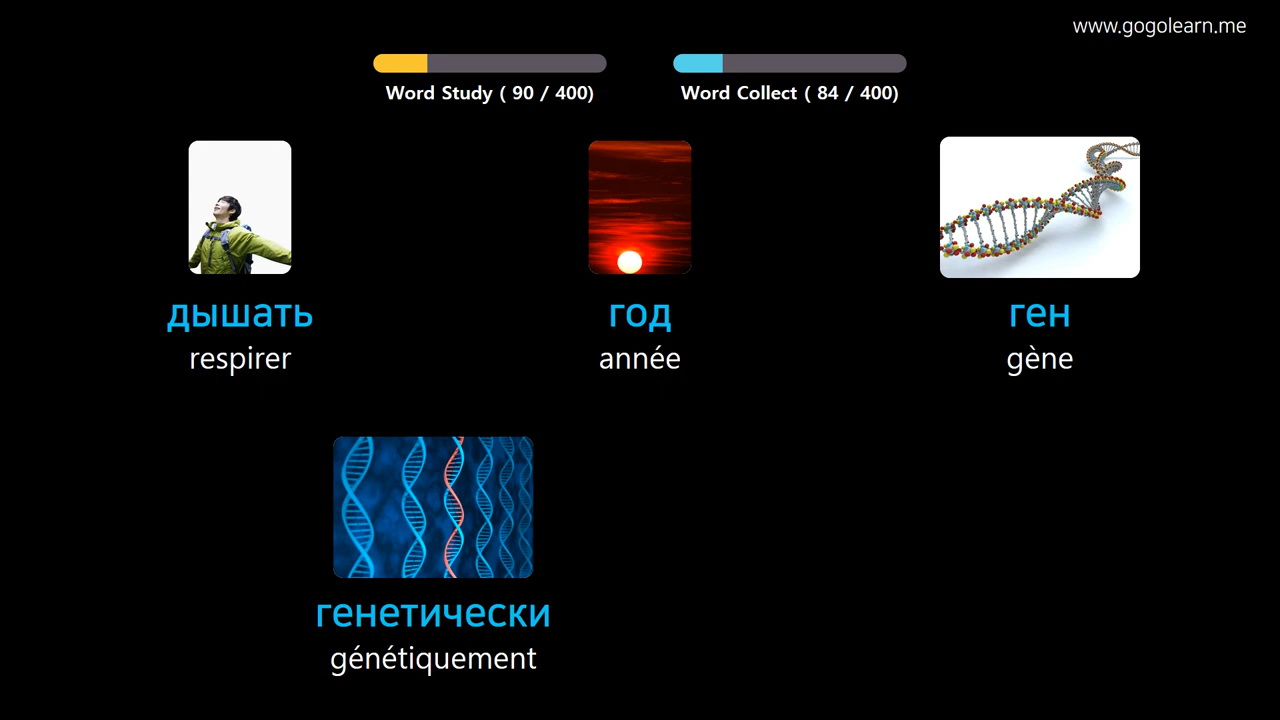 www.gogolearn.me
Word Study ( 90 / 400)
Word Collect ( 84 / 400)
дышать
respirer
год
année
ген
gène
генетически
génétiquement